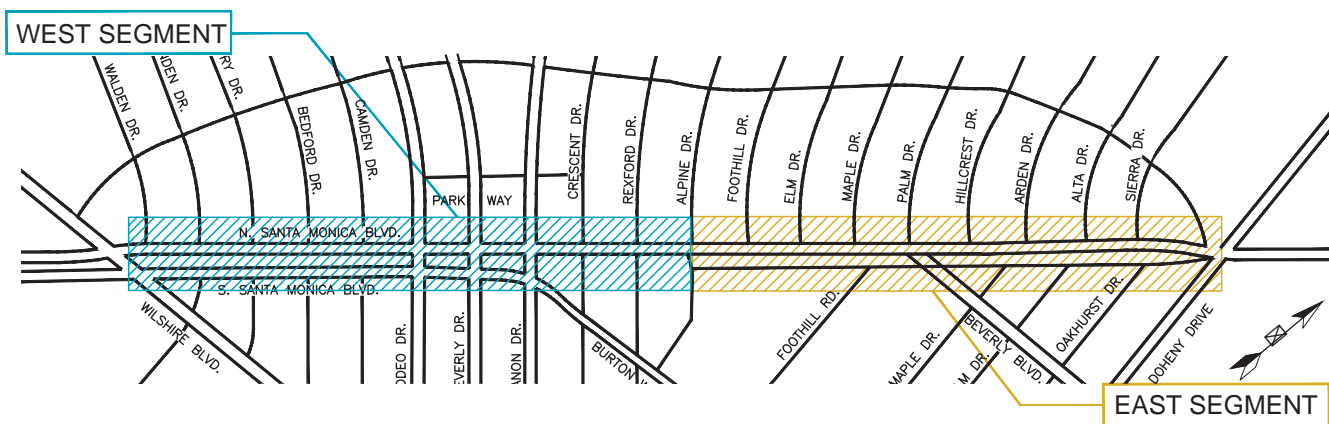 WEST SEGMENT
WALDEN DR.
DEN DR.
RY DR.
BEDFORD DR.
CAMDEN DR.
PARK WAY
CRESCENT DR.
REXFORD DR.
ALPINE DR.
FOOTHILL DR.
ELM DR.
MAPLE DR.
PALM DR.
HILLCREST DR.
ARDEN DR.
ALTA DR.
SIERRA DR.
N. SANTA MONICA BLVD.
S. SANTA MONICA BLVD.
WILSHIRE BLVD.
ODEO DR.
EVERLY DR.
ANON DR.
BURTON
FOOTHILL RD.
MAPLE DR.
LM DR.
BEVERLY BLVD.
OAKHURST DR.
DOHENY DRIVE
EAST SEGMENT